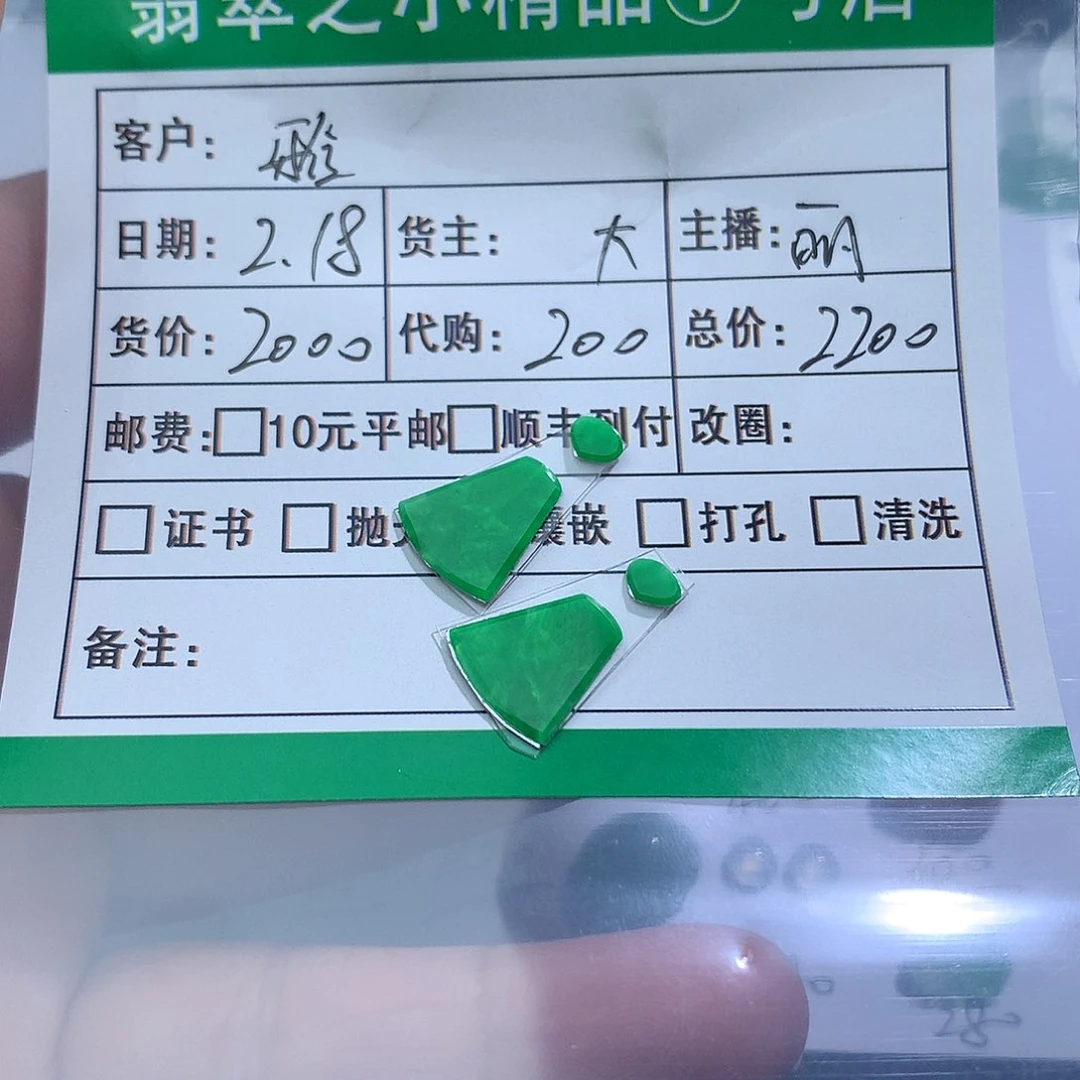 翡翠之小精品①号店
客户：雅
日期：2.18 货主：大 主播：丽
货价：2000 代购：200 总价：2200
邮费：□10元平邮□顺丰到付 改圈：
□证书 □抛 镶嵌 □打孔 □清洗
备注：
280